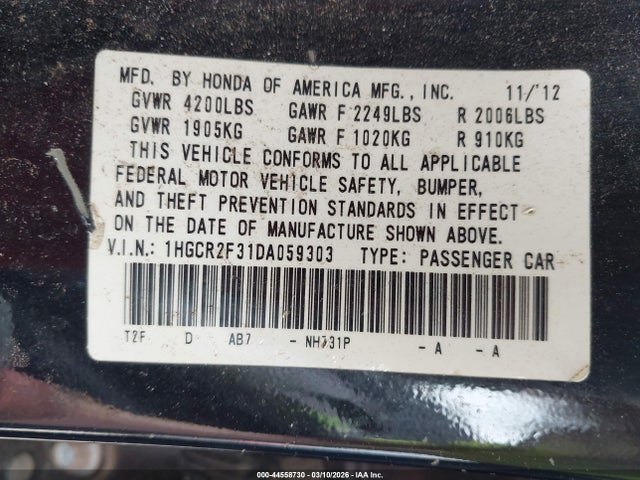 MFD. BY HONDA OF AMERICA MFG., INC. 11/'12
GVWR 4200LBS GAWR F 2249LBS R 2006LBS
GVWR 1905KG GAWR F 1020KG R 910KG
THIS VEHICLE CONFORMS TO ALL APPLICABLE
FEDERAL MOTOR VEHICLE SAFETY, BUMPER,
AND THEFT PREVENTION STANDARDS IN EFFECT
ON THE DATE OF MANUFACTURE SHOWN ABOVE.
V.I.N.: 1HGCR2F31DA059303 TYPE: PASSENGER CAR
T2F D AB7 - NH731P - A - A
000-44558730 - 03/10/2026 - IAA Inc.